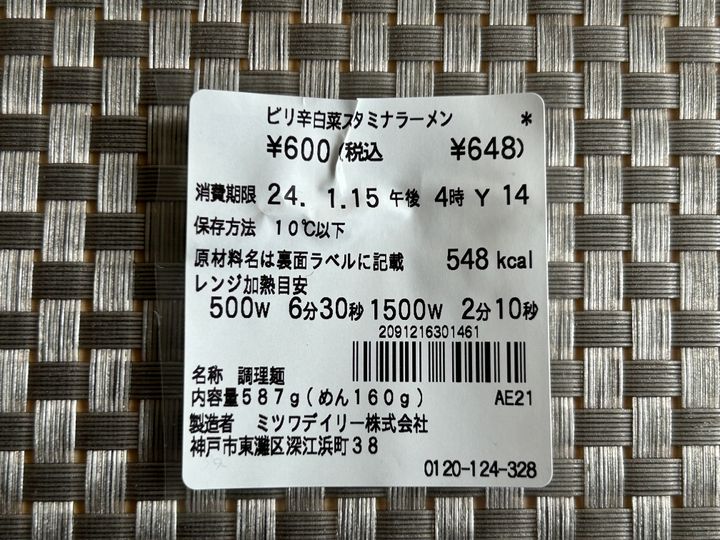 ピリ辛白菜スタミナラーメン *
¥600(税込 ¥648)
消費期限 24. 1.15 午後 4時 Y 14
保存方法 10℃以下
原材料名は裏面ラベルに記載 548 kcal
レンジ加熱目安
500W 6分30秒 1500W 2分10秒
2091216301461
名称 調理麺
内容量587g(めん160g) AE21
製造者 ミツワデイリー株式会社
神戸市東灘区深江浜町38
0120-124-328